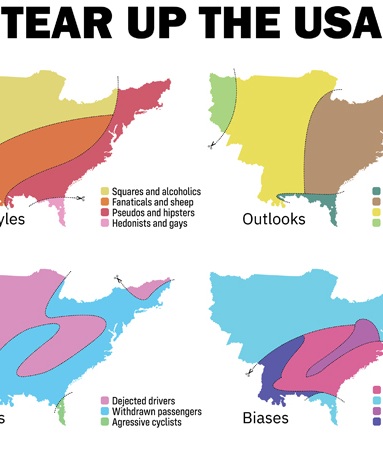 TEAR UP THE USA
Squares and alcoholics
Fanaticals and sheep
Pseudos and hipsters
Hedonists and gays
yles
Outlooks
Dejected drivers
Withdrawn passengers
Agressive cyclists
s
Biases